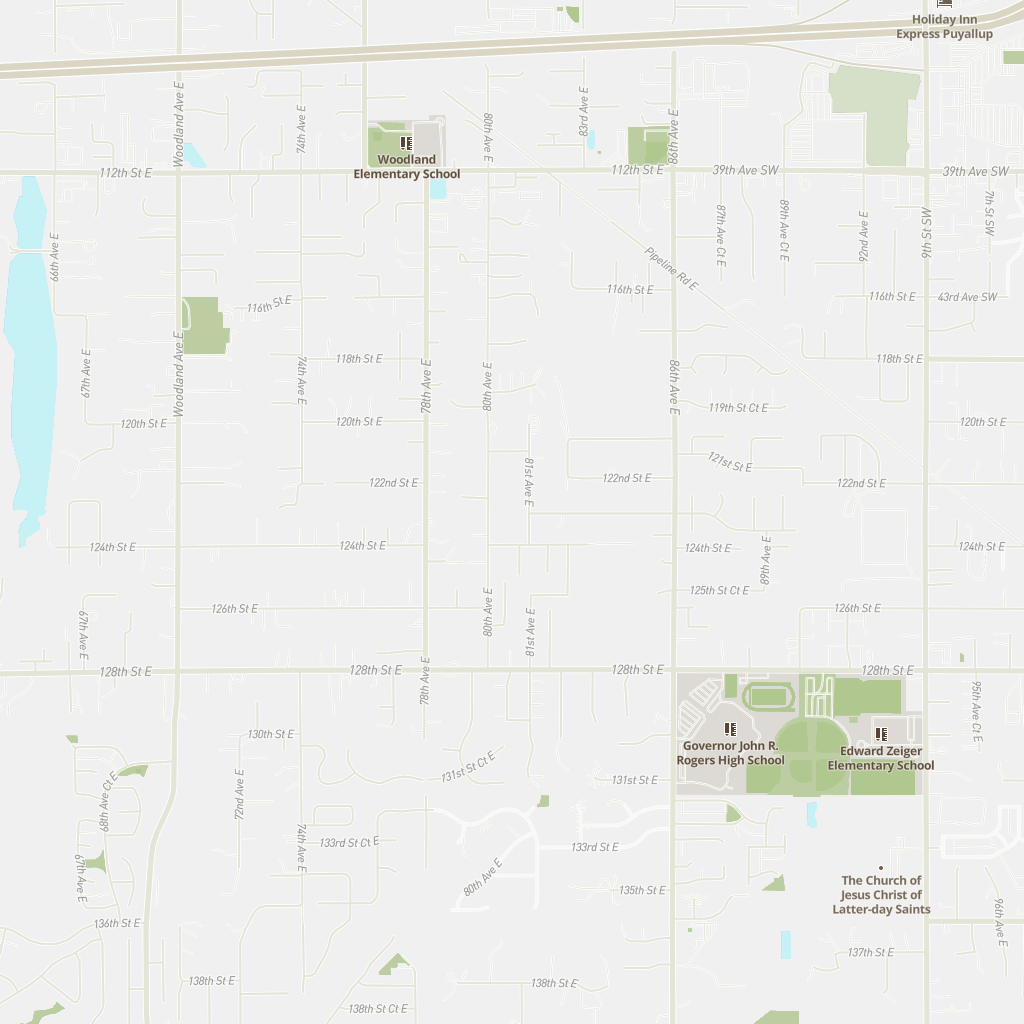 Holiday Inn
Express Puyallup
Woodland Ave E
74th Ave E
80th Ave E
83rd Ave E
86th Ave E
Woodland
Elementary School
112th St E
112th St E
39th Ave SW
39th Ave SW
66th Ave E
87th Ave Ct E
89th Ave Ct E
92nd Ave E
9th St SW
7th St SW
Pipeline Rd E
116th St E
116th St E
116th St E
43rd Ave SW
67th Ave E
Woodland Ave E
74th Ave E
118th St E
78th Ave E
80th Ave E
86th Ave E
118th St E
119th St Ct E
120th St E
120th St E
120th St E
81st Ave E
121st St E
122nd St E
122nd St E
122nd St E
124th St E
124th St E
124th St E
124th St E
89th Ave E
125th St Ct E
126th St E
126th St E
67th Ave E
80th Ave E
81st Ave E
128th St E
128th St E
128th St E
128th St E
78th Ave E
95th Ave Ct E
130th St E
Governor John R.
Rogers High School
Edward Zeiger
Elementary School
131st St Ct E
131st St E
68th Ave Ct E
72nd Ave E
74th Ave E
133rd St Ct E
133rd St E
67th Ave E
80th Ave E
135th St E
The Church of
Jesus Christ of
Latter-day Saints
96th Ave E
136th St E
137th St E
138th St E
138th St E
138th St Ct E